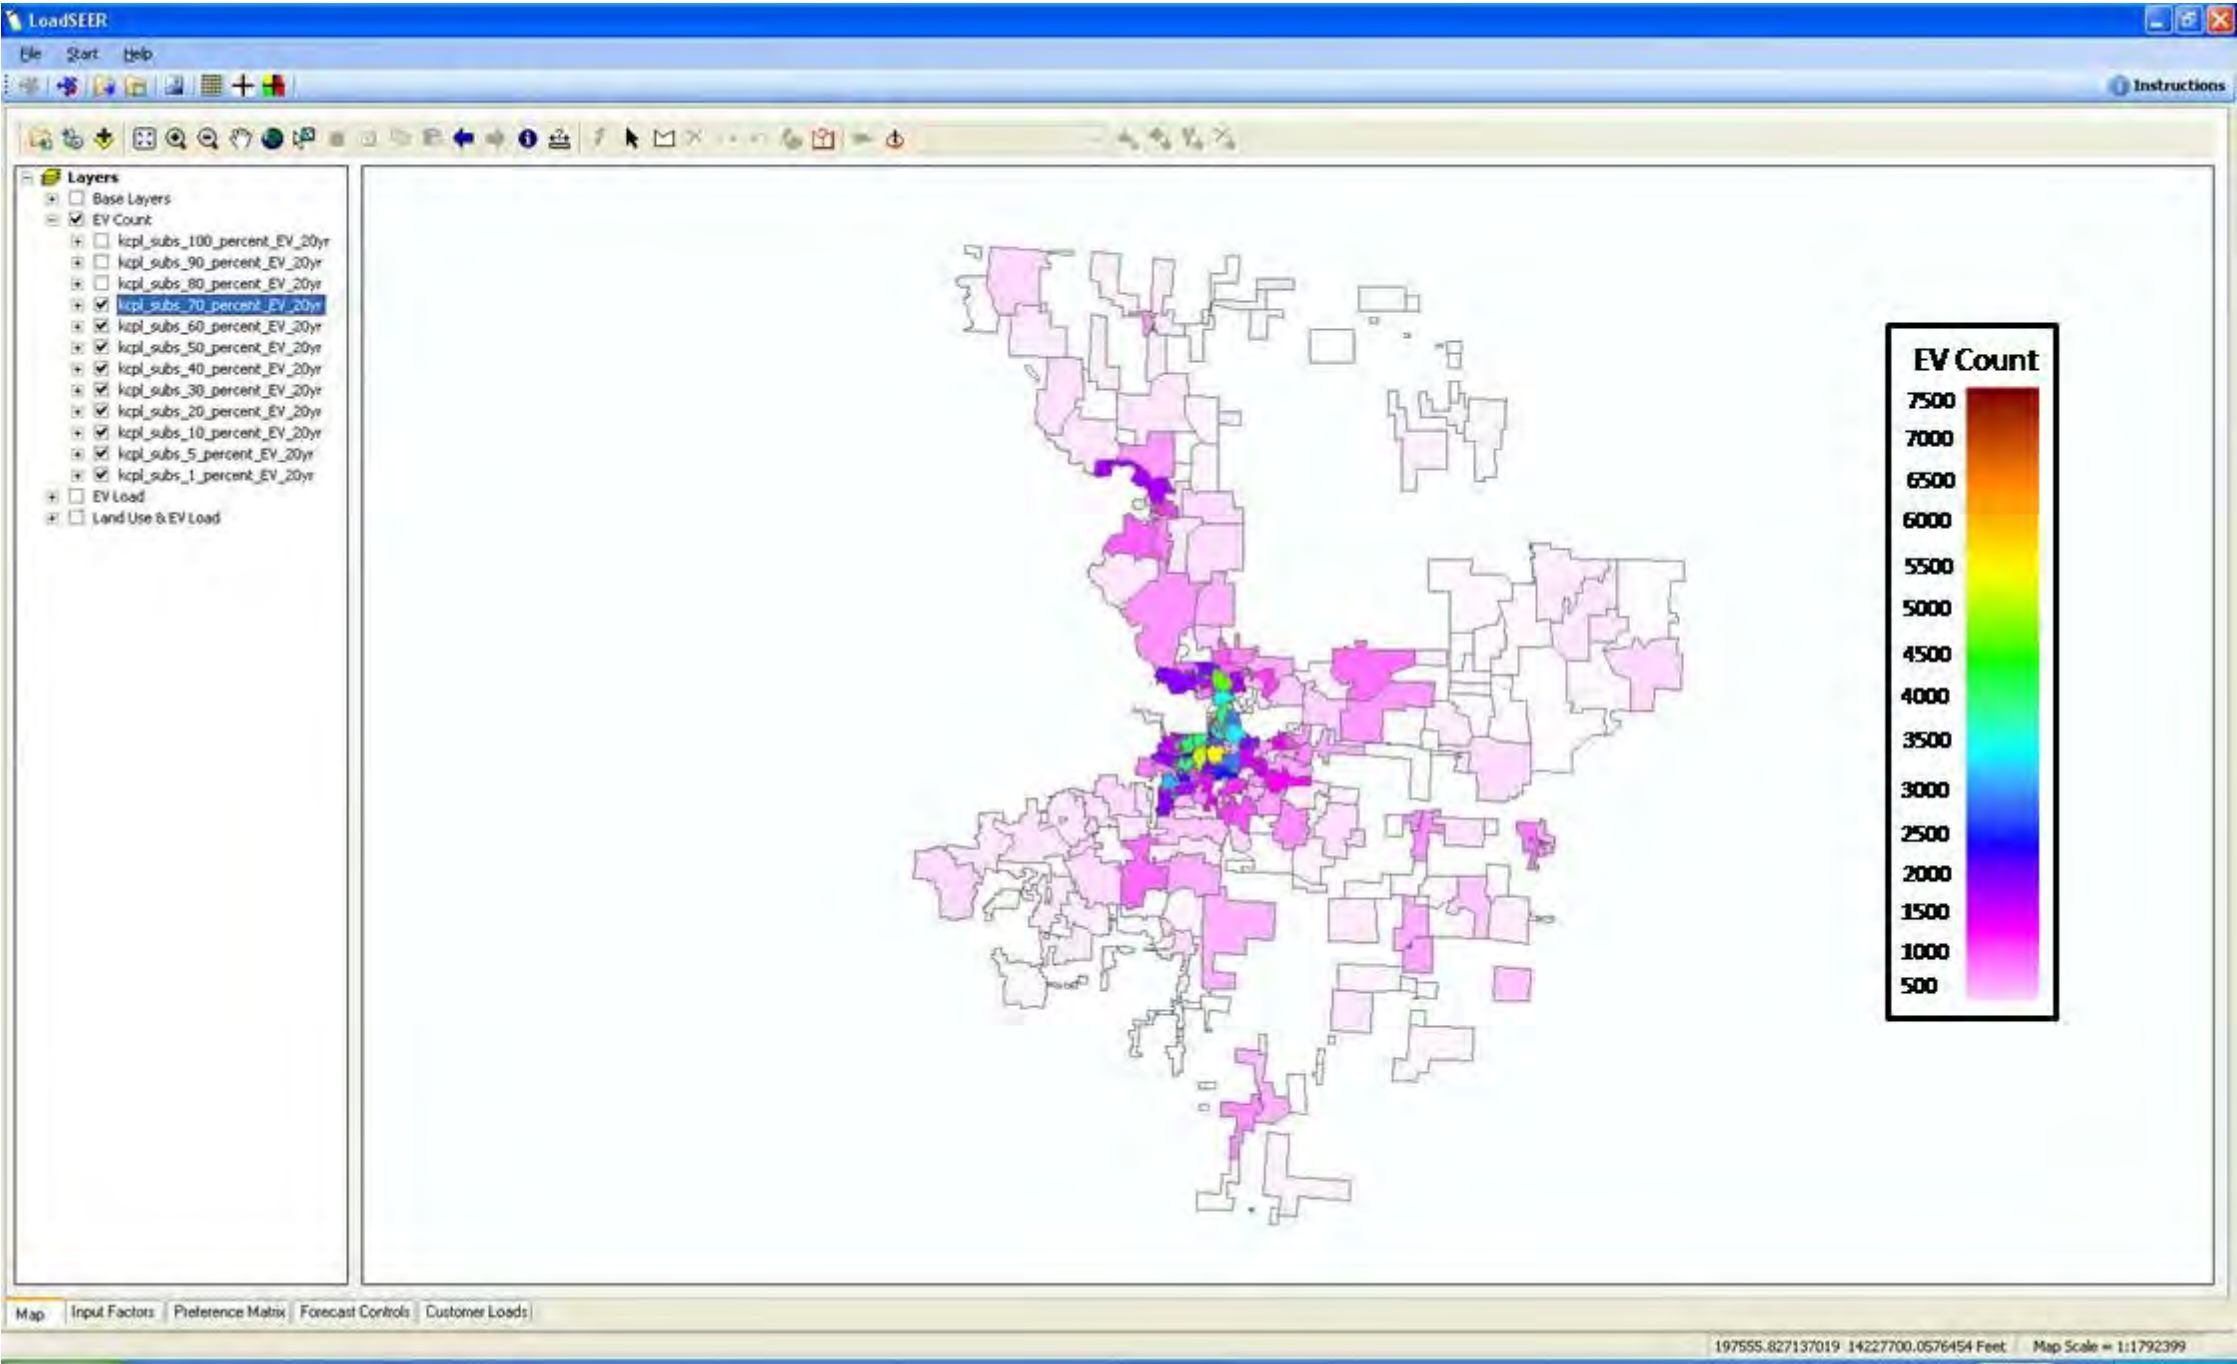 LoadSEER
File Start Help
Instructions
Layers
Base Layers
EV Count
kcpl_subs_100_percent_EV_20yr
kcpl_subs_90_percent_EV_20yr
kcpl_subs_80_percent_EV_20yr
kcpl_subs_70_percent_EV_20yr
kcpl_subs_60_percent_EV_20yr
kcpl_subs_50_percent_EV_20yr
kcpl_subs_40_percent_EV_20yr
kcpl_subs_30_percent_EV_20yr
kcpl_subs_20_percent_EV_20yr
kcpl_subs_10_percent_EV_20yr
kcpl_subs_5_percent_EV_20yr
kcpl_subs_1_percent_EV_20yr
EV Load
Land Use & EV Load
EV Count
7500
7000
6500
6000
5500
5000
4500
4000
3500
3000
2500
2000
1500
1000
500
Map Input Factors Preference Matrix Forecast Controls Customer Loads
197555.827137019 14227700.0576454 Feet Map Scale = 1:1792399